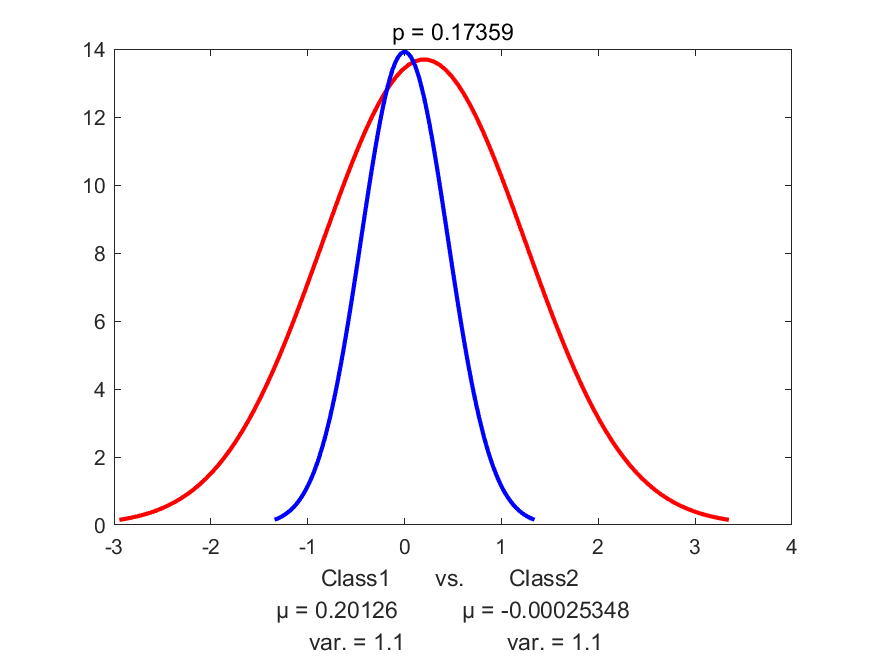 p = 0.17359
14
12
10
8
6
4
2
0
-3 -2 -1 0 1 2 3 4
Class1 vs. Class2
μ = 0.20126 μ = -0.00025348
var. = 1.1 var. = 1.1